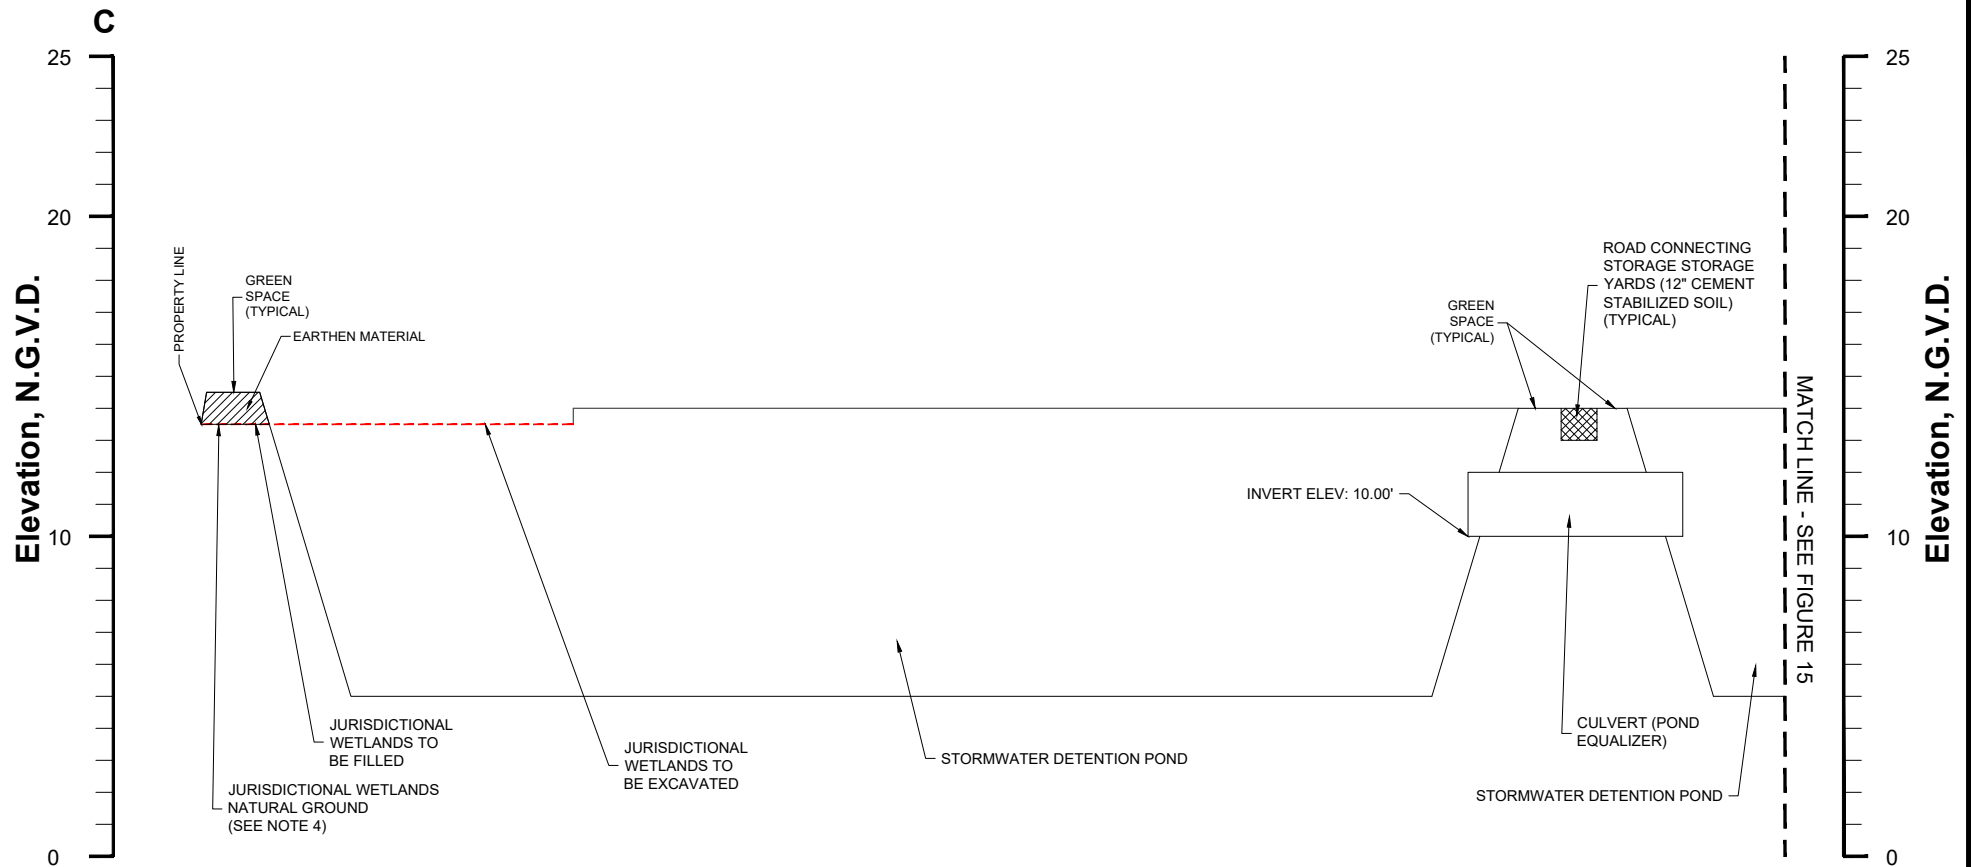 C
25
20
10
0
Elevation, N.G.V.D.
PROPERTY LINE
GREEN
SPACE
(TYPICAL)
EARTHEN MATERIAL
JURISDICTIONAL
WETLANDS TO
BE FILLED
JURISDICTIONAL WETLANDS
NATURAL GROUND
(SEE NOTE 4)
JURISDICTIONAL
WETLANDS TO
BE EXCAVATED
STORMWATER DETENTION POND
INVERT ELEV: 10.00'
GREEN
SPACE
(TYPICAL)
ROAD CONNECTING
STORAGE STORAGE
YARDS (12" CEMENT
STABILIZED SOIL)
(TYPICAL)
CULVERT (POND
EQUALIZER)
STORMWATER DETENTION POND
MATCH LINE - SEE FIGURE 15
25
20
10
0
Elevation, N.G.V.D.